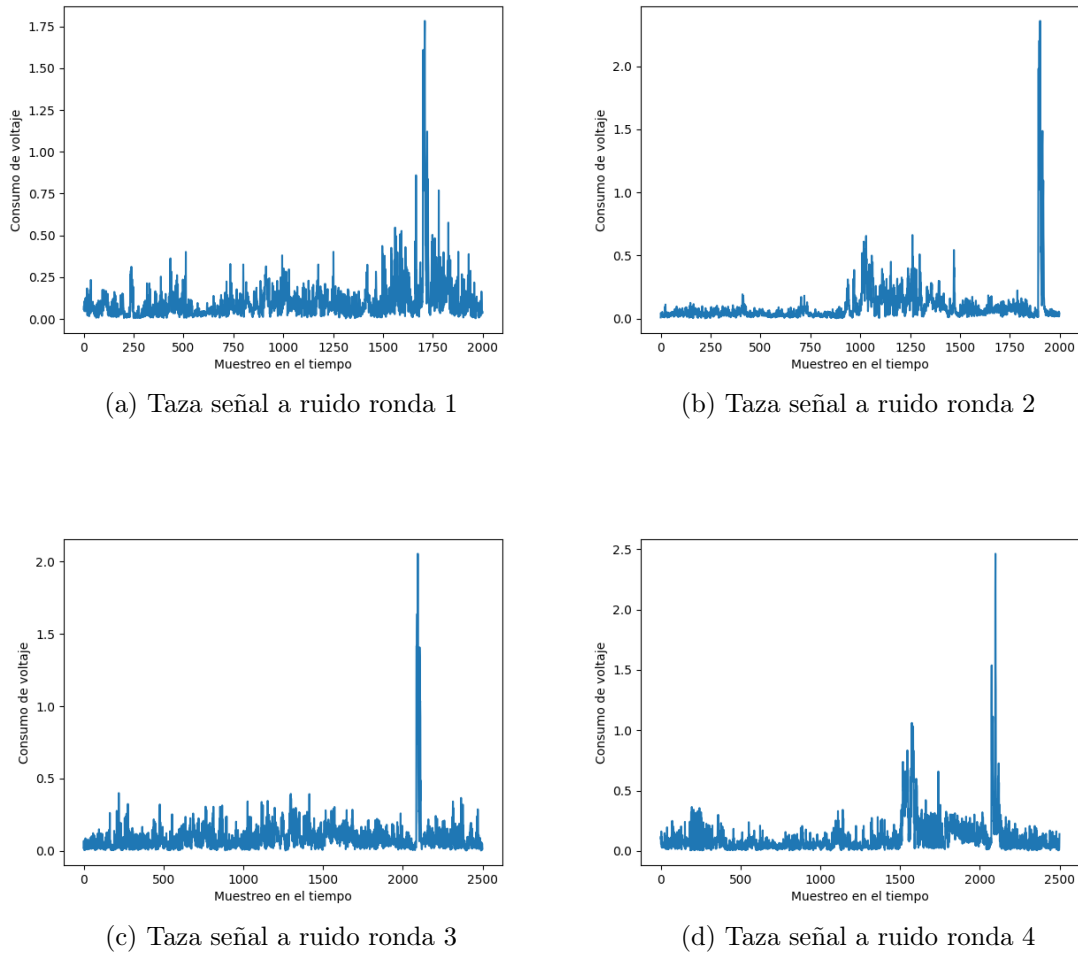 1.75
1.50
1.25
1.00
0.75
0.50
0.25
0.00
Consumo de voltaje
0 250 500 750 1000 1250 1500 1750 2000
Muestreo en el tiempo
(a) Taza señal a ruido ronda 1
2.0
1.5
1.0
0.5
0.0
Consumo de voltaje
0 250 500 750 1000 1250 1500 1750 2000
Muestreo en el tiempo
(b) Taza señal a ruido ronda 2
2.0
1.5
1.0
0.5
0.0
Consumo de voltaje
0 500 1000 1500 2000 2500
Muestreo en el tiempo
(c) Taza señal a ruido ronda 3
2.5
2.0
1.5
1.0
0.5
0.0
Consumo de voltaje
0 500 1000 1500 2000 2500
Muestreo en el tiempo
(d) Taza señal a ruido ronda 4